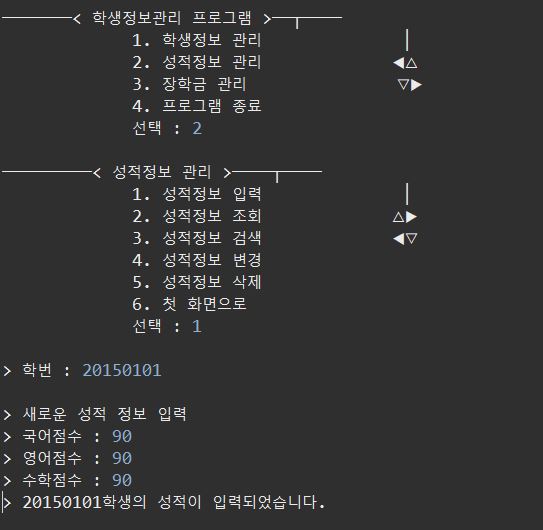 < 학생정보관리 프로그램 >
1. 학생정보 관리
2. 성적정보 관리
3. 장학금 관리
4. 프로그램 종료
선택 : 2
< 성적정보 관리 >
1. 성적정보 입력
2. 성적정보 조회
3. 성적정보 검색
4. 성적정보 변경
5. 성적정보 삭제
6. 첫 화면으로
선택 : 1
> 학번 : 20150101
> 새로운 성적 정보 입력
> 국어점수 : 90
> 영어점수 : 90
> 수학점수 : 90
> 20150101학생의 성적이 입력되었습니다.